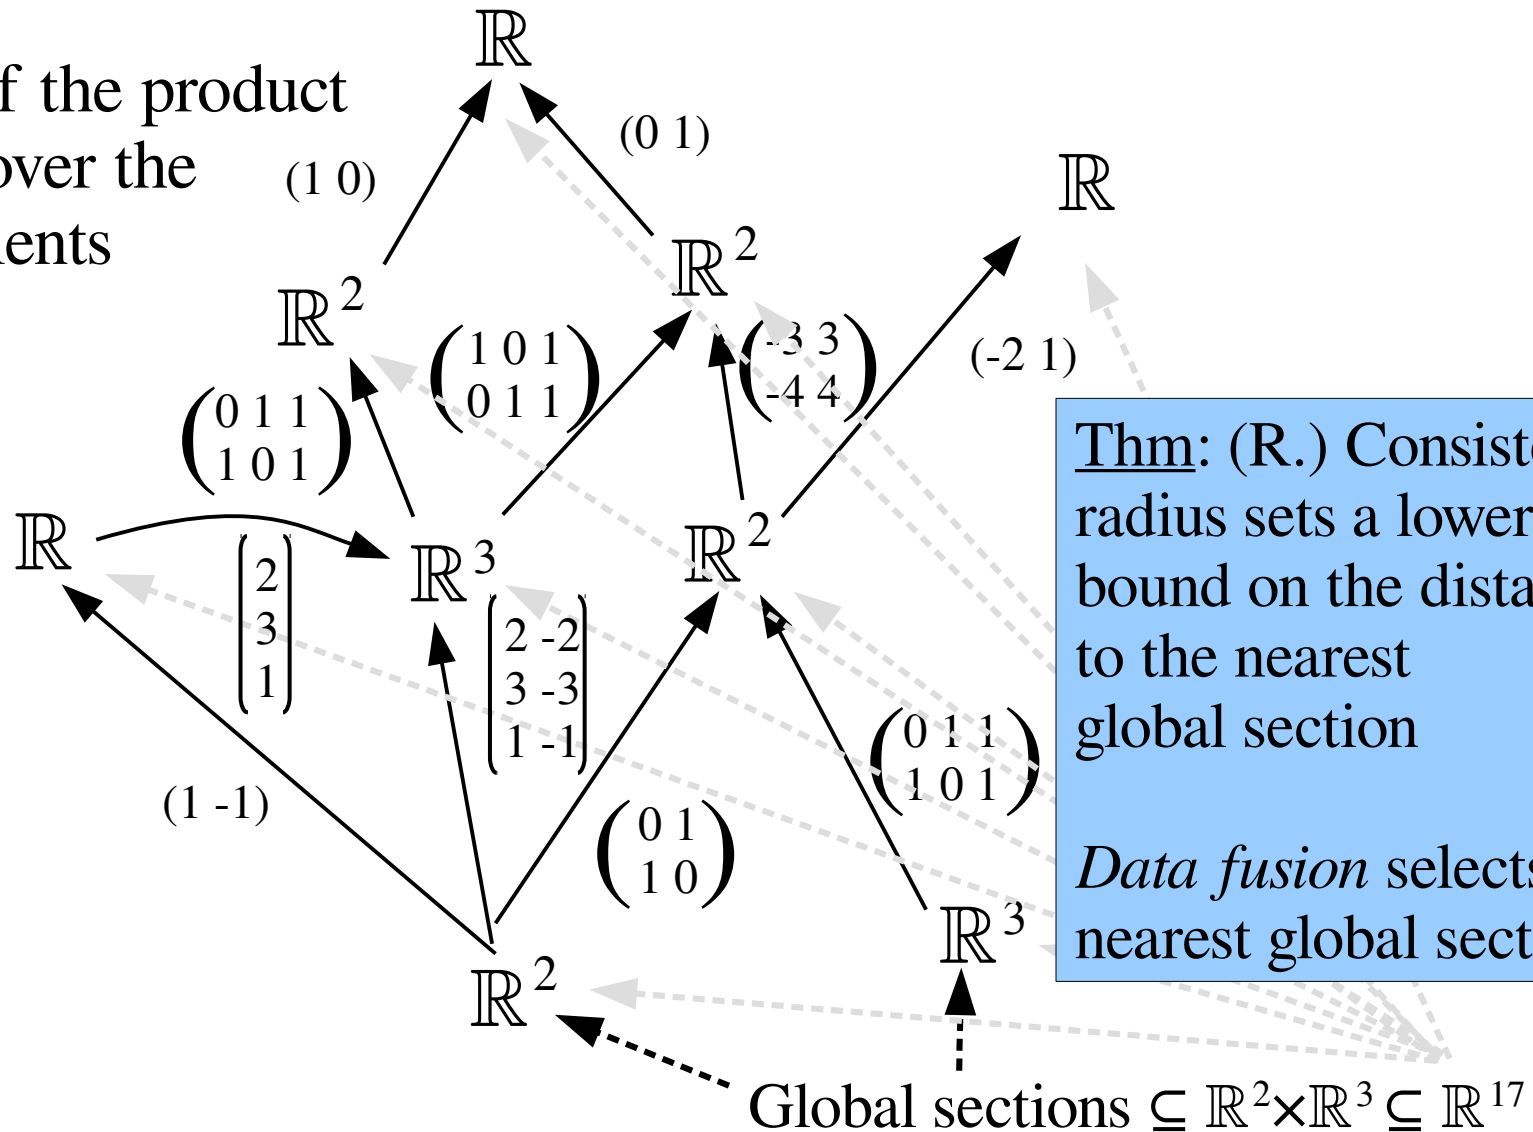 ℝ
f the product
over the
(0 1)
(1 0)
ℝ
ents
ℝ²
ℝ²
(1 0 1
0 1 1)
(-3 3
-4 4)
(-2 1)
(0 1 1
1 0 1)
Thm: (R.) Consiste
radius sets a lower
bound on the dista
to the nearest
global section
Data fusion selects
nearest global sect
ℝ
ℝ³
ℝ²
(2
3
1)
(2 -2
3 -3
1 -1)
(0 1 1
1 0 1)
(1 -1)
(0 1
1 0)
ℝ³
ℝ²
Global sections ⊆ ℝ²×ℝ³ ⊆ ℝ¹⁷